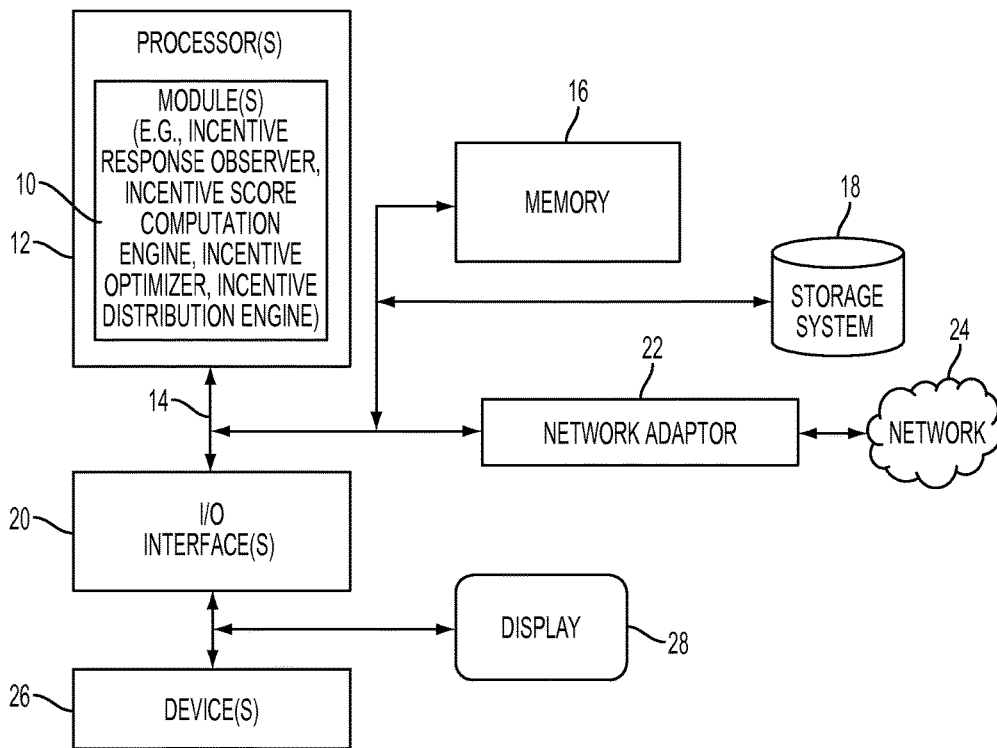 PROCESSOR(S)
MODULE(S)
(E.G., INCENTIVE
RESPONSE OBSERVER,
INCENTIVE SCORE
COMPUTATION
ENGINE, INCENTIVE
OPTIMIZER, INCENTIVE
DISTRIBUTION ENGINE)
10
12
16
MEMORY
18
STORAGE
SYSTEM
14
22
NETWORK ADAPTOR
24
NETWORK
20
I/O
INTERFACE(S)
DISPLAY
28
26
DEVICE(S)